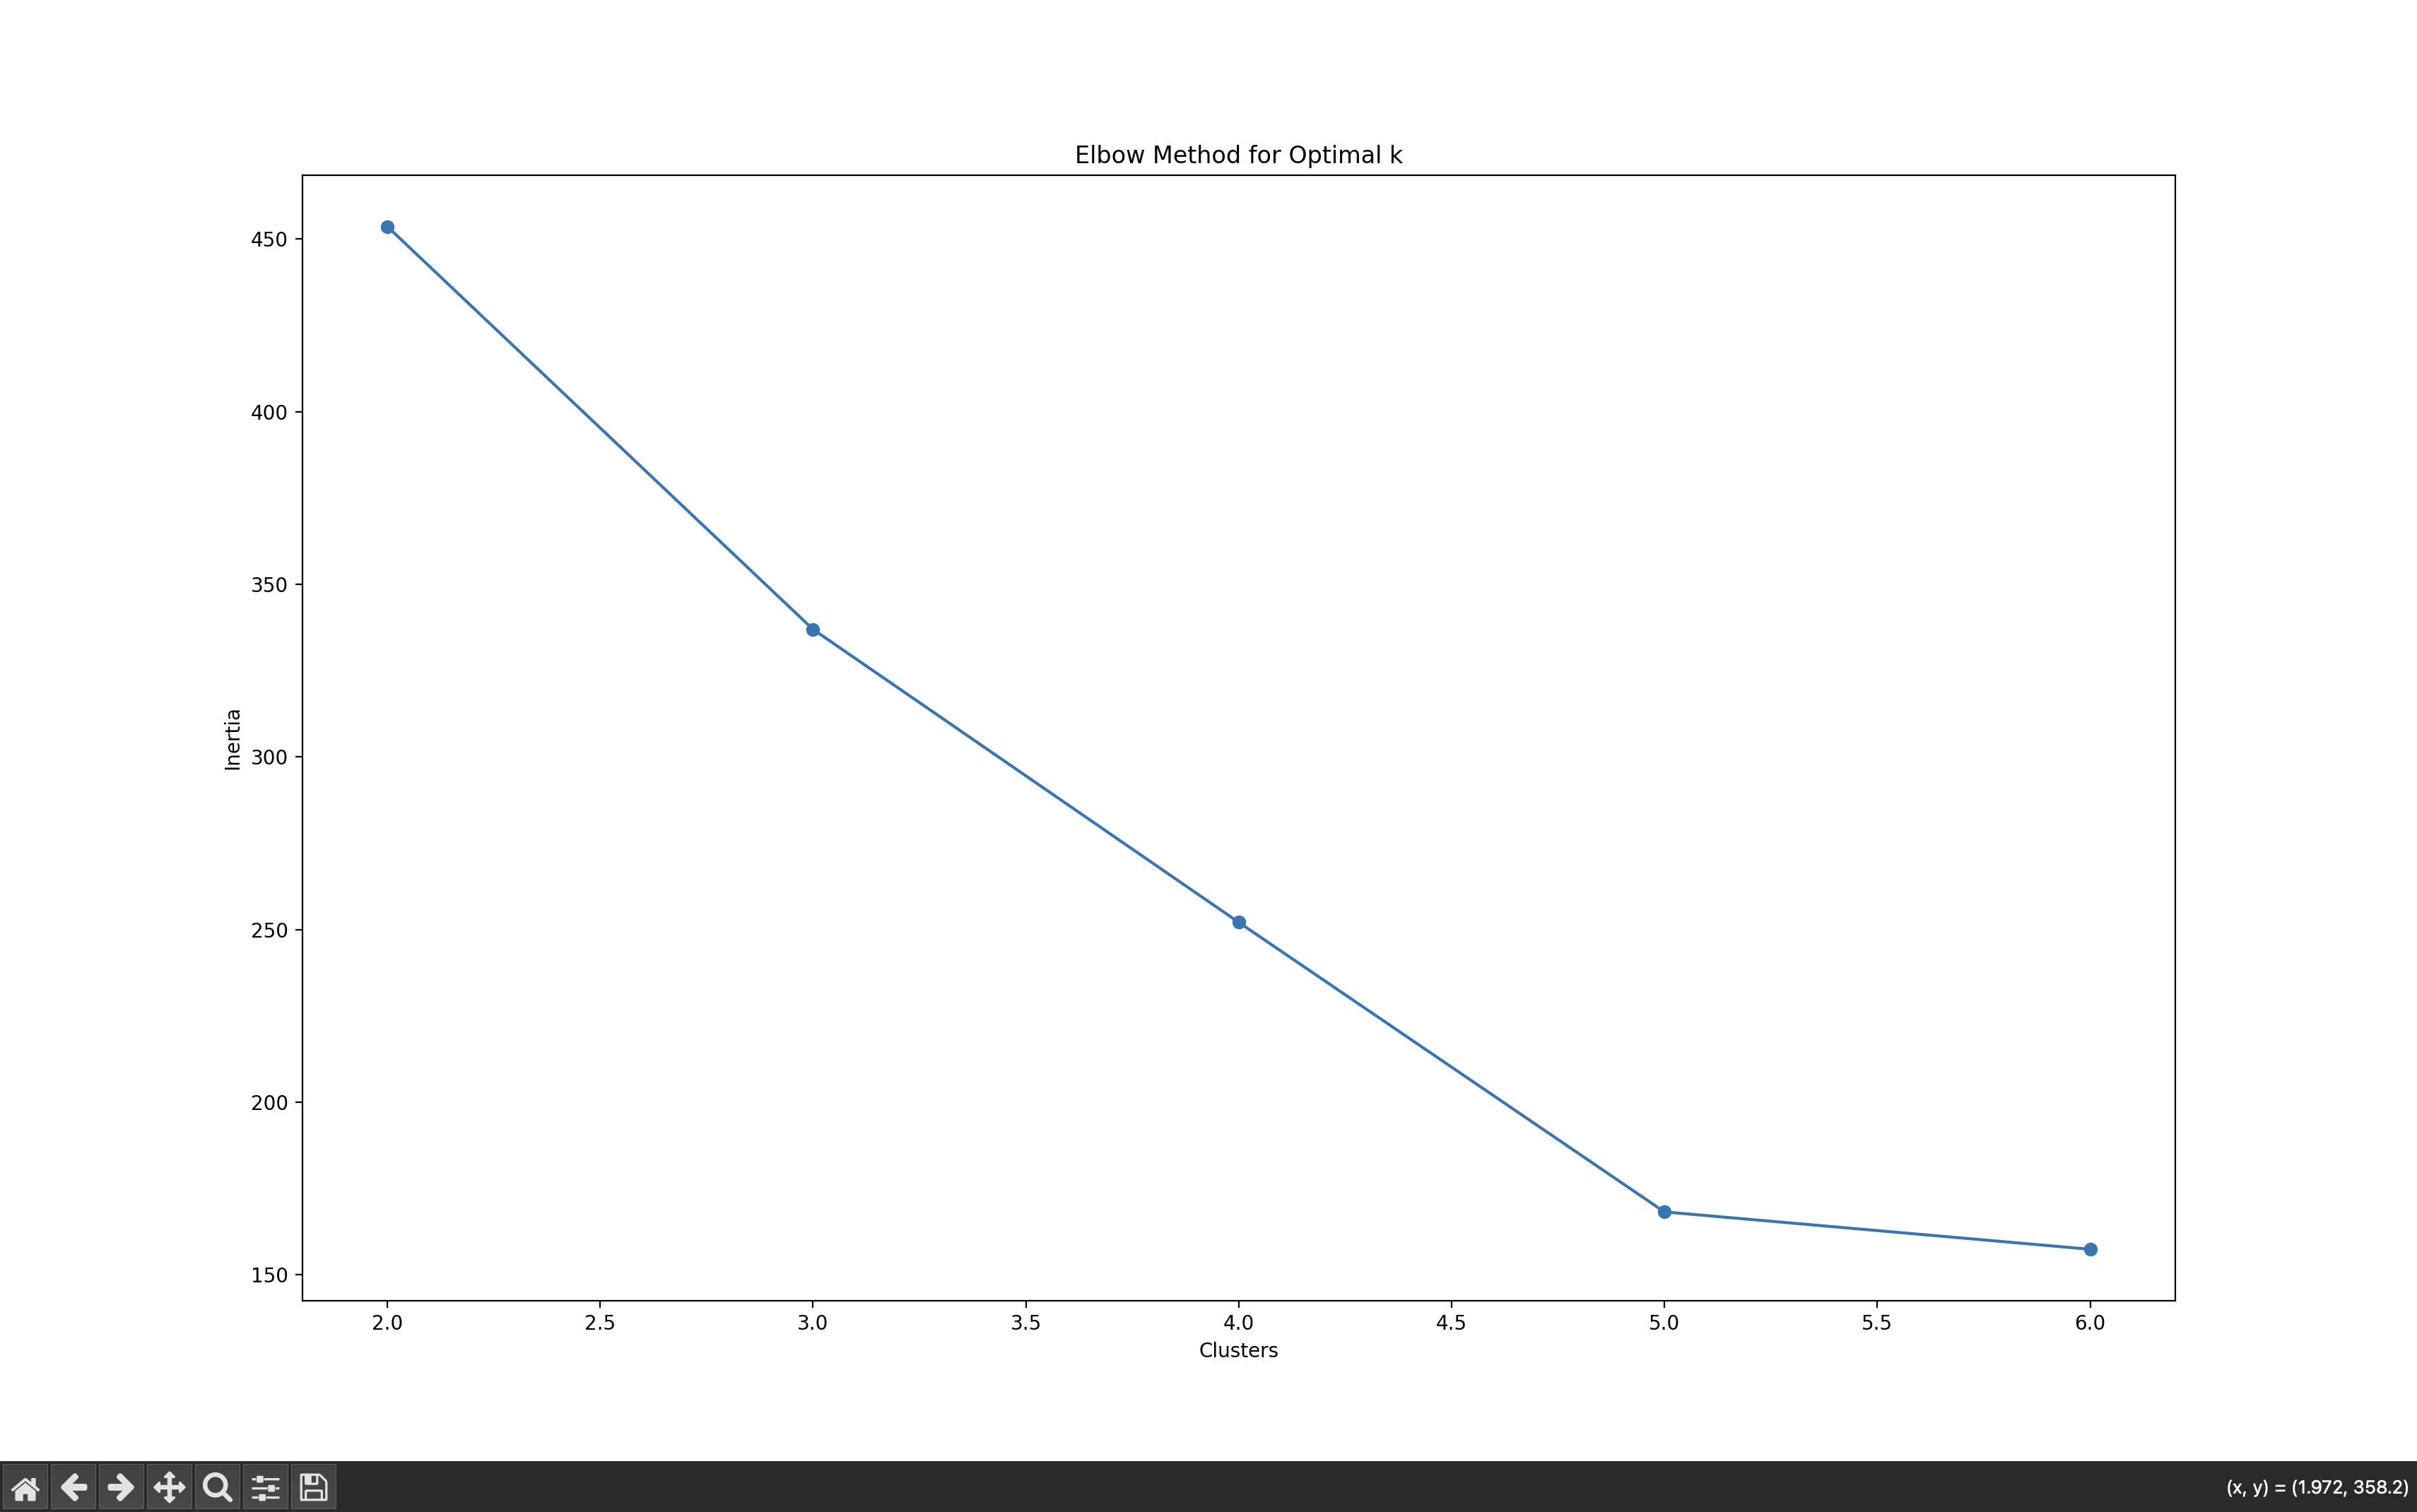 Elbow Method for Optimal k
450
400
350
300
250
200
150
Inertia
2.0 2.5 3.0 3.5 4.0 4.5 5.0 5.5 6.0
Clusters
(x, y) = (1.972, 358.2)